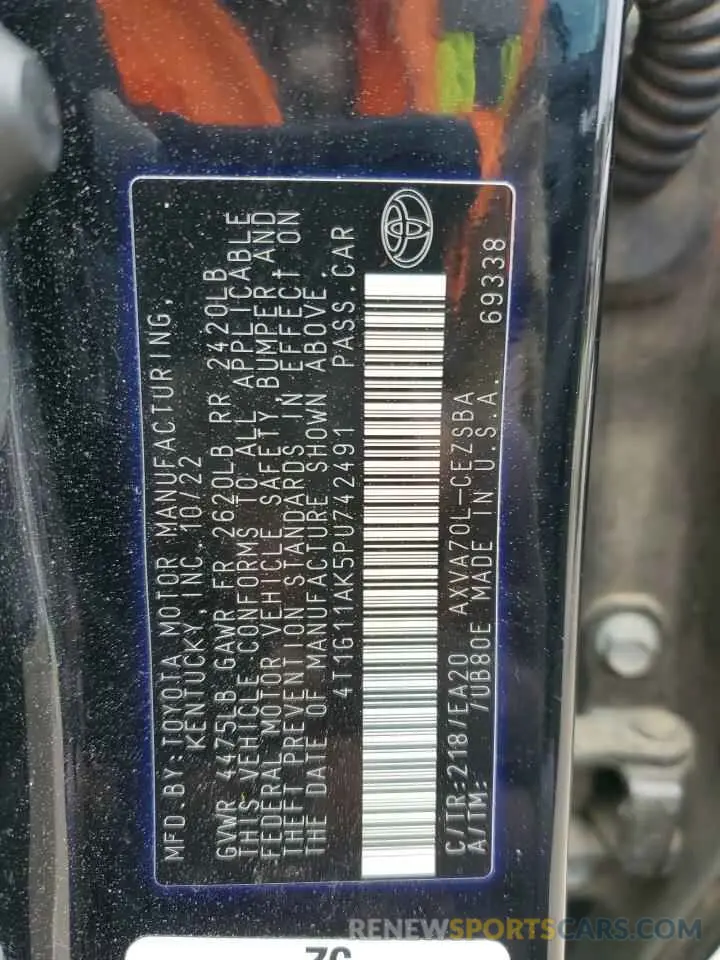 MFD.BY:TOYOTA MOTOR MANUFACTURING,
KENTUCKY,INC 10/22
GVWR 4475LB GAWR FR 2620LB RR 2420LB
THIS VEHICLE CONFORMS TO ALL APPLICABLE
FEDERAL MOTOR VEHICLE SAFETY, BUMPER AND
THEFT PREVENTION STANDARDS IN EFFECT ON
THE DATE OF MANUFACTURE SHOWN ABOVE.
4T1G11AK5PU742491 PASS.CAR
C/TR:218/EA20 AXVA70L-CEZSBA
A/TM: /UB80E MADE IN U.S.A. 69338
RENEWSPORTSCARS.COM